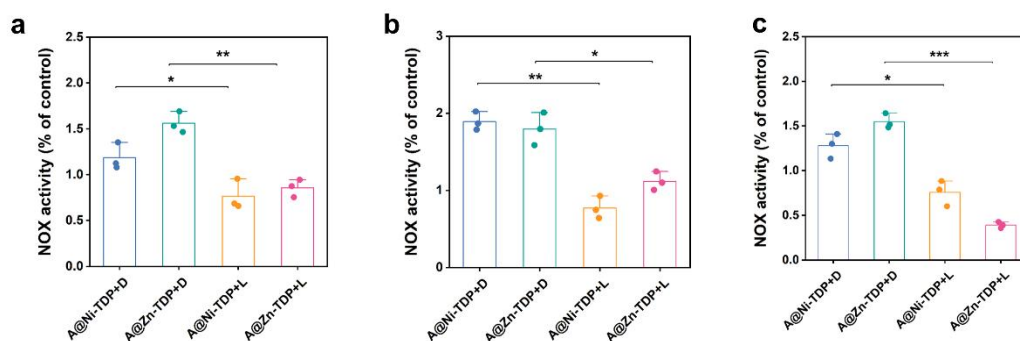 a
NOX activity (% of control)
2.5
2.0
1.5
1.0
0.5
0.0
**
*
A@Ni-TDP+D
A@Zn-TDP+D
A@Ni-TDP+L
A@Zn-TDP+L
b
NOX activity (% of control)
3
2
1
0
*
**
A@Ni-TDP+D
A@Zn-TDP+D
A@Ni-TDP+L
A@Zn-TDP+L
c
NOX activity (% of control)
2.5
2.0
1.5
1.0
0.5
0.0
***
*
A@Ni-TDP+D
A@Zn-TDP+D
A@Ni-TDP+L
A@Zn-TDP+L